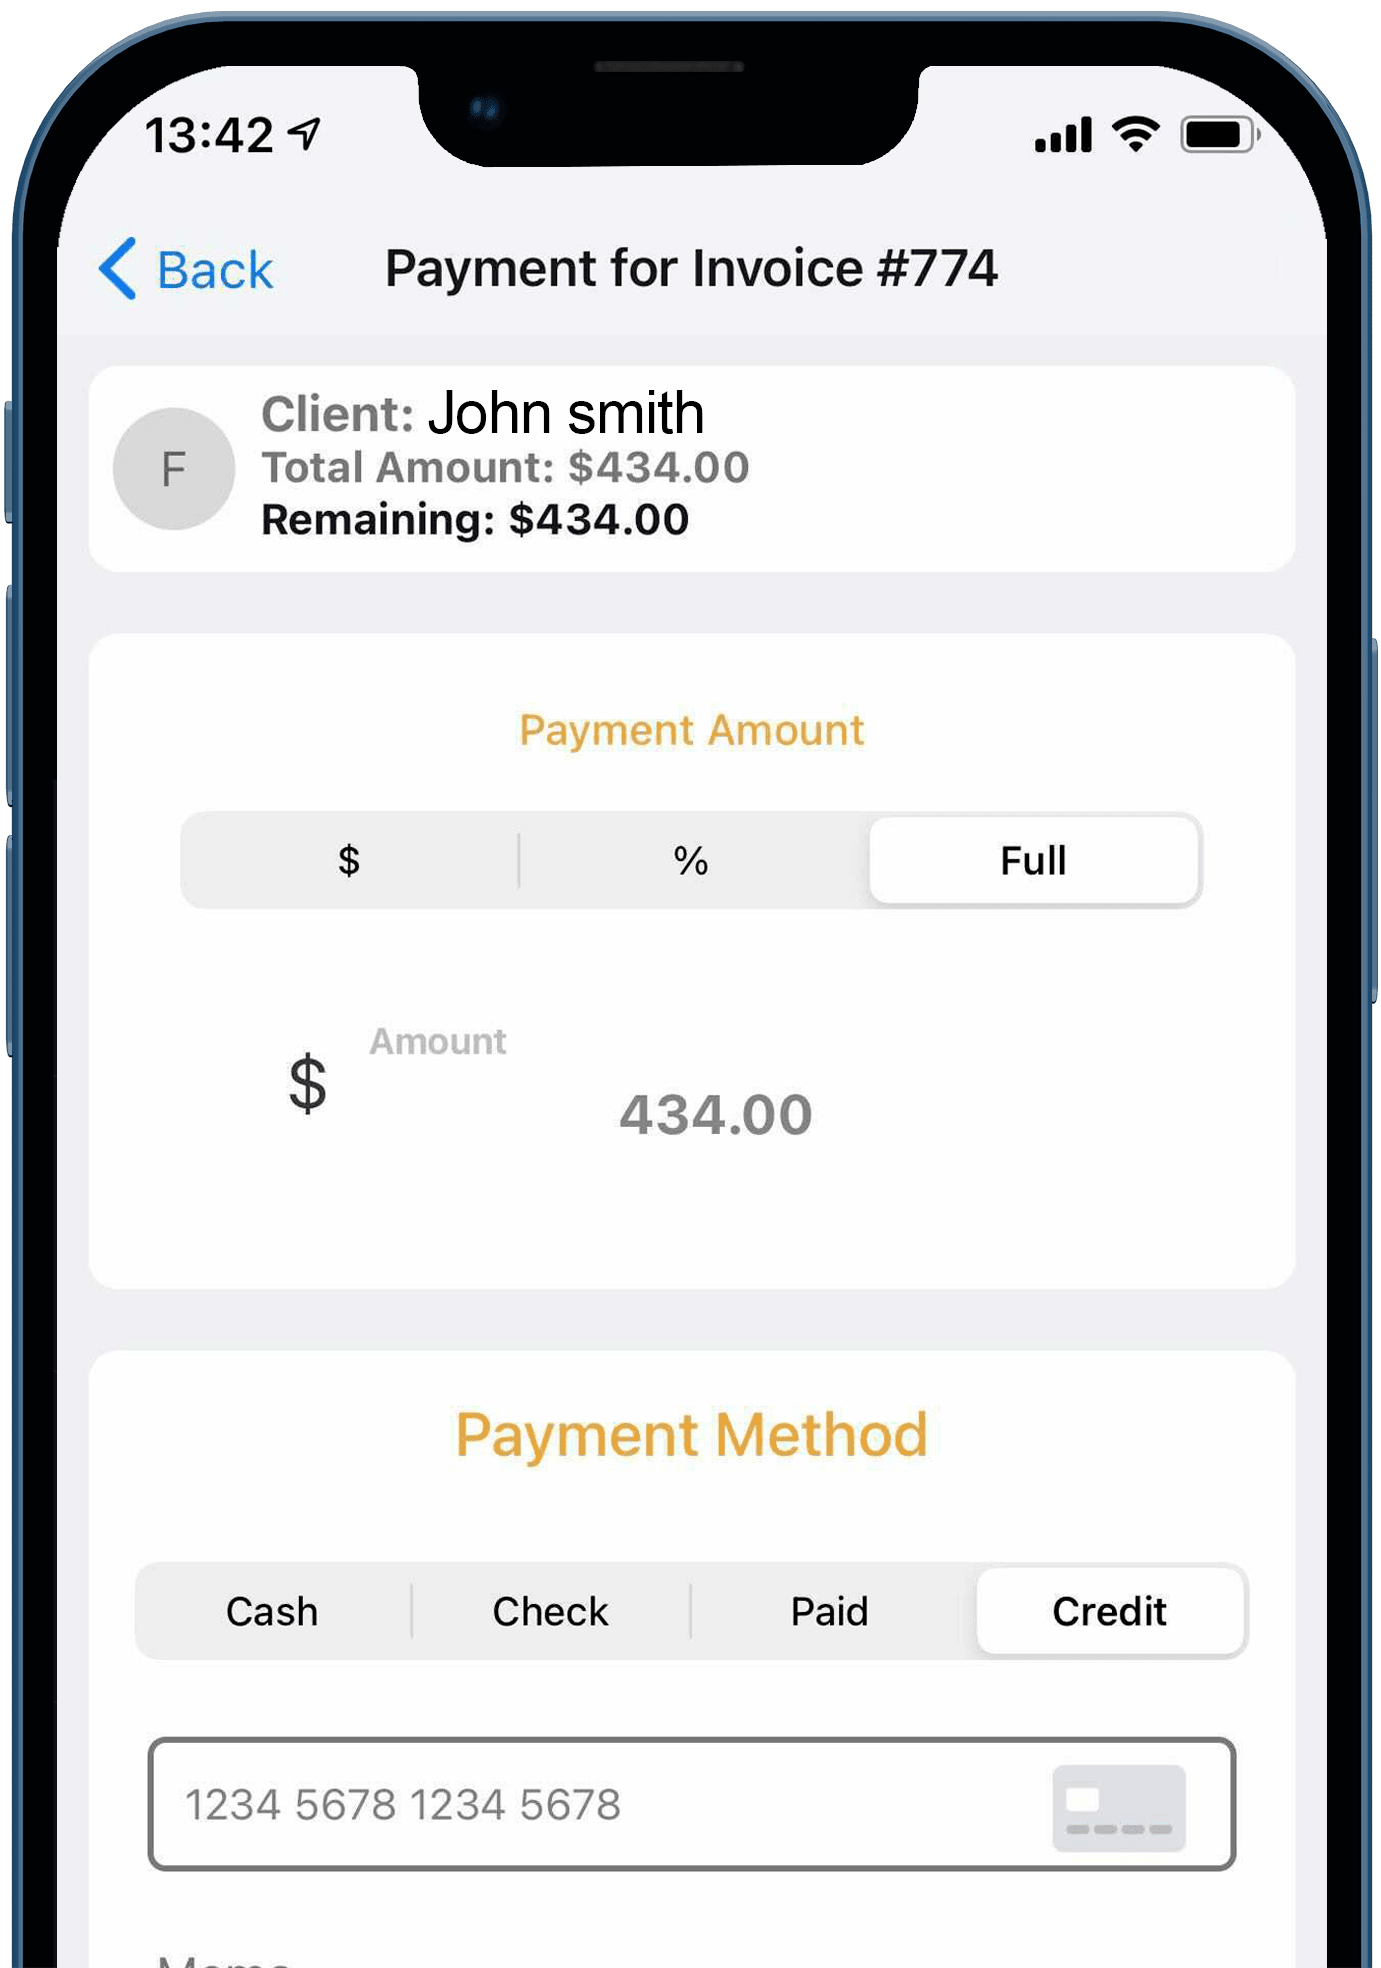 13:42
Back Payment for Invoice #774
Client: John smith
F
Total Amount: $434.00
Remaining: $434.00
Payment Amount
$ % Full
Amount
$
434.00
Payment Method
Cash Check Paid Credit
1234 5678 1234 5678